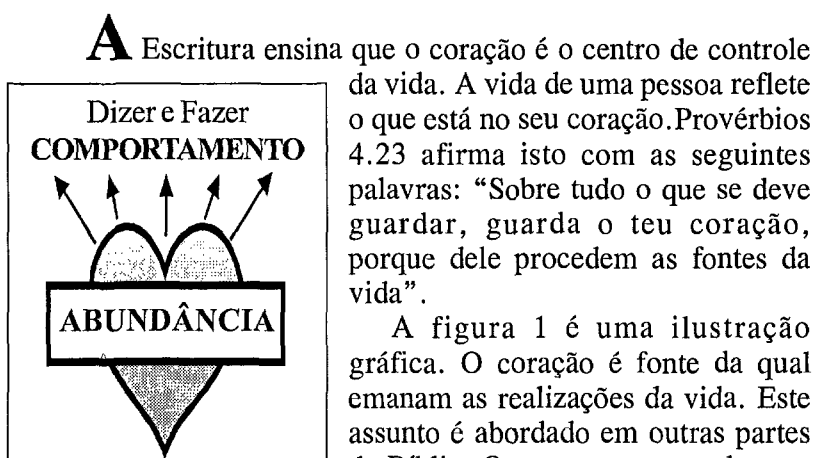 A Escritura ensina que o coração é o centro de controle
da vida. A vida de uma pessoa reflete
o que está no seu coração.Provérbios
4.23 afirma isto com as seguintes
palavras: “Sobre tudo o que se deve
guardar, guarda o teu coração,
porque dele procedem as fontes da
vida”.
A figura 1 é uma ilustração
gráfica. O coração é fonte da qual
emanam as realizações da vida. Este
assunto é abordado em outras partes
Dizer e Fazer
COMPORTAMENTO
ABUNDÂNCIA